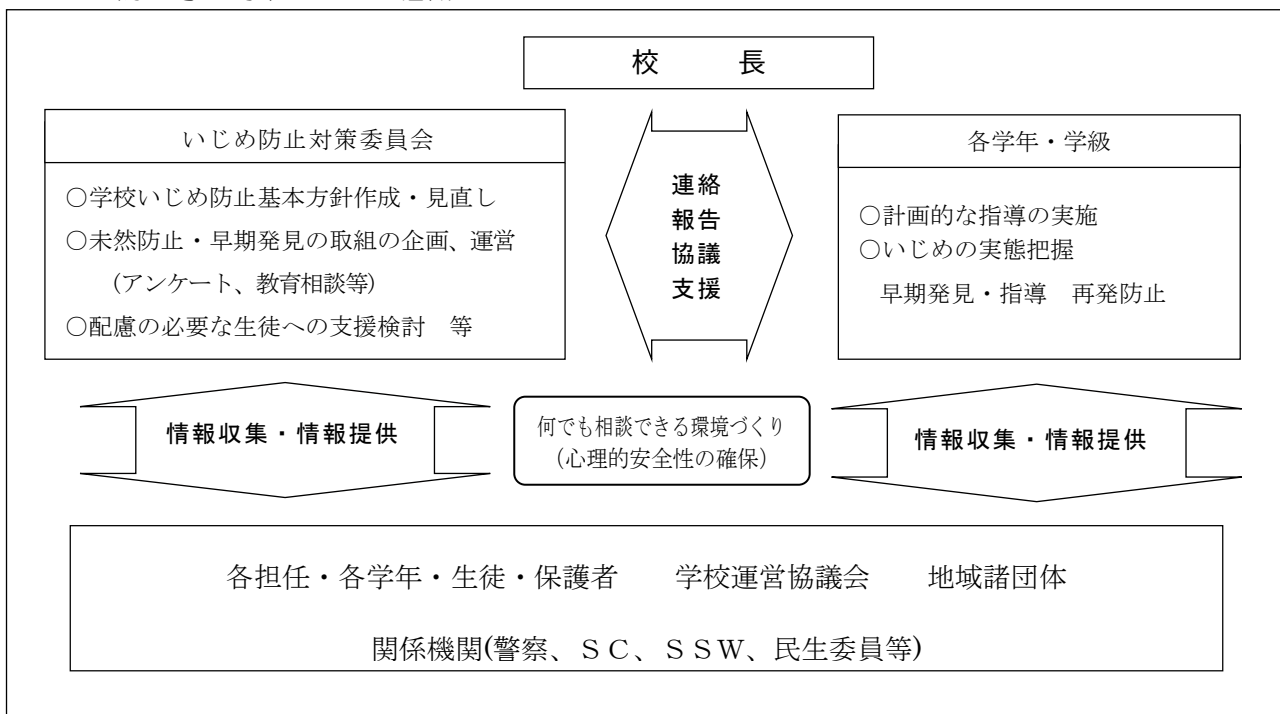 校　　長
いじめ防止対策委員会
○学校いじめ防止基本方針作成・見直し
○未然防止・早期発見の取組の企画、運営
（アンケート、教育相談等）
○配慮の必要な生徒への支援検討　等
連絡
報告
協議
支援
各学年・学級
○計画的な指導の実施
○いじめの実態把握
早期発見・指導　再発防止
情報収集・情報提供
何でも相談できる環境づくり
（心理的安全性の確保）
情報収集・情報提供
各担任・各学年・生徒・保護者　　学校運営協議会　　地域諸団体
関係機関(警察、ＳＣ、ＳＳＷ、民生委員等)